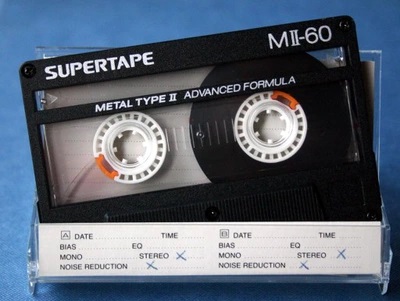 SUPERTAPE MII-60
METAL TYPE II ADVANCED FORMULA
A DATE TIME B DATE TIME
BIAS EQ BIAS EQ
MONO STEREO X MONO STEREO X
NOISE REDUCTION X NOISE REDUCTION X